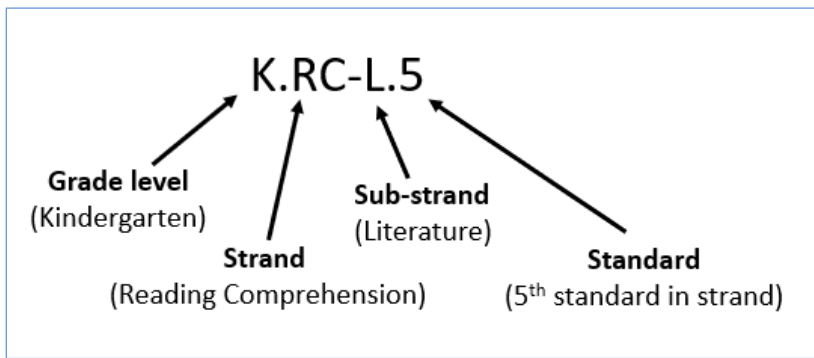 K.RC-L.5
Grade level
(Kindergarten)
Strand
(Reading Comprehension)
Sub-strand
(Literature)
Standard
(5th standard in strand)